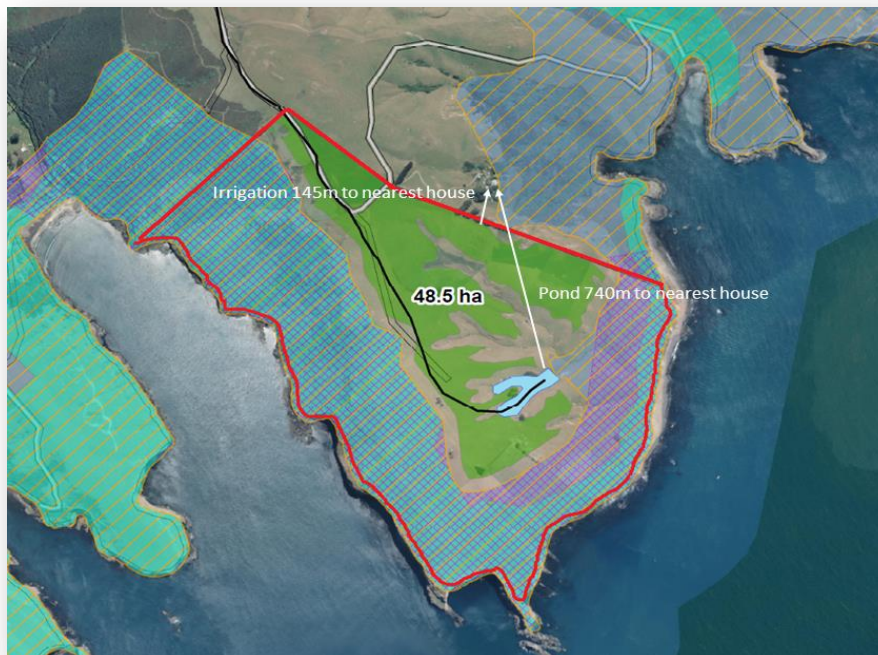 Irrigation 145m to nearest house
48.5 ha
Pond 740m to nearest house